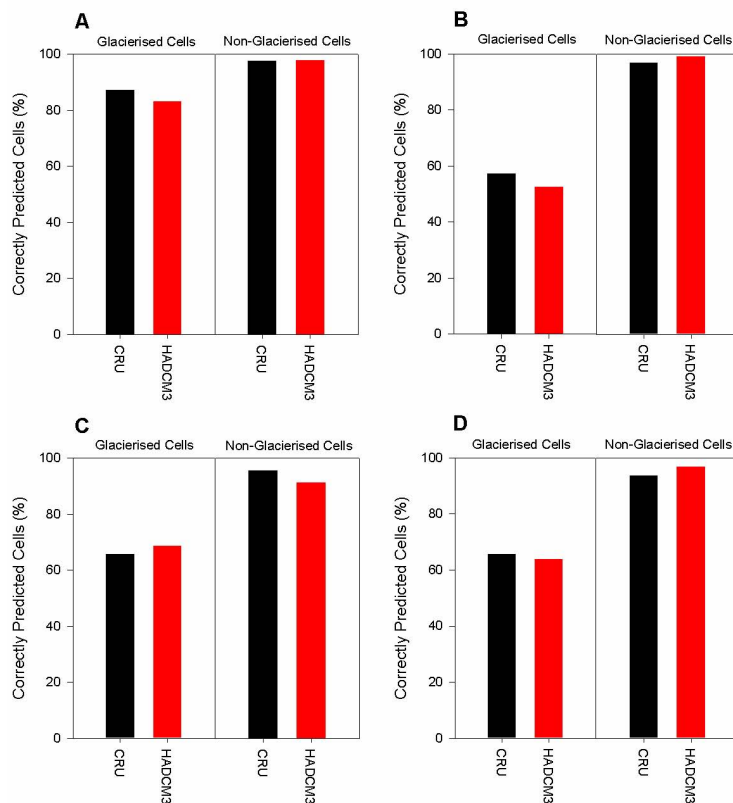 A
Glacierised Cells Non-Glacierised Cells
Correctly Predicted Cells (%)
100
80
60
40
20
0
CRU
HADCM3
CRU
HADCM3
B
Glacierised Cells Non-Glacierised Cells
Correctly Predicted Cells (%)
100
80
60
40
20
0
CRU
HADCM3
CRU
HADCM3
C
Glacierised Cells Non-Glacierised Cells
Correctly Predicted Cells (%)
100
80
60
40
20
0
CRU
HADCM3
CRU
HADCM3
D
Glacierised Cells Non-Glacierised Cells
Correctly Predicted Cells (%)
100
80
60
40
20
0
CRU
HADCM3
CRU
HADCM3